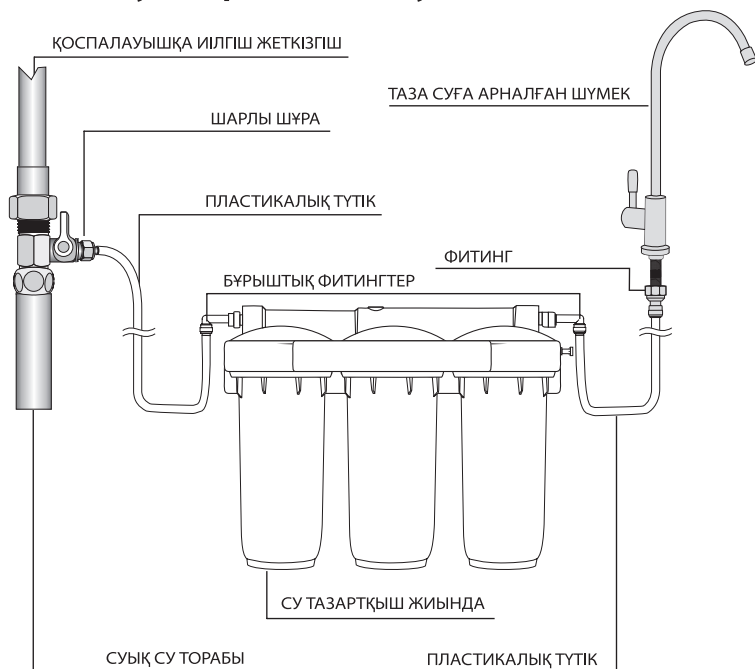 ҚОСПАЛАУЫШҚА ИІЛГІШ ЖЕТКІЗГІШ
ТАЗА СУҒА АРНАЛҒАН ШҮМЕК
ШАРЛЫ ШҰРА
ПЛАСТИКАЛЫҚ ТҮТІК
ФИТИНГ
БҰРЫШТЫҚ ФИТИНГТЕР
СУ ТАЗАРТҚЫШ ЖИЫНДА
СУЫҚ СУ ТОРАБЫ
ПЛАСТИКАЛЫҚ ТҮТІК